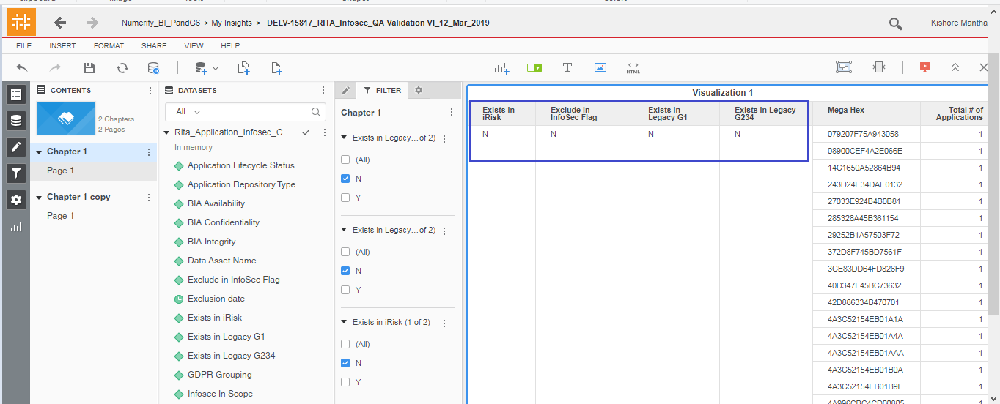 Numerify_BI_PandG6 > My Insights > DELV-15817_RITA_Infosec_QA Validation VI_12_Mar_2019
Kishore Mantha
FILE INSERT FORMAT SHARE VIEW HELP
HTML
CONTENTS
2 Chapters
2 Pages
Chapter 1
Page 1
Chapter 1 copy
Page 1
DATASETS
All
Rita_Application_Infosec_C
In memory
Application Lifecycle Status
Application Repository Type
BIA Availability
BIA Confidentiality
BIA Integrity
Data Asset Name
Exclude in InfoSec Flag
Exclusion date
Exists in iRisk
Exists in Legacy G1
Exists in Legacy G234
GDPR Grouping
Infosec In Scope
FILTER
Chapter 1
Exists in Legacy... of 2)
(All)
N
Y
Exists in Legacy... of 2)
(All)
N
Y
Exists in iRisk (1 of 2)
(All)
N
Y
Visualization 1
Exists in iRisk Exclude in InfoSec Flag Exists in Legacy G1 Exists in Legacy G234 Mega Hex Total # of Applications
N N N N 079207F75A943058 1
08900CEF4A2E066E 1
14C1650A52864B94 1
243D24E34DAE0132 1
27033E924B4B0B81 1
285328A45B361154 1
29252B1A57503F72 1
372D8F745BD7561F 1
3CE83DD64FD826F9 1
40D347F45BC73632 1
42D886334B470701 1
4A3C52154EB01A1A 1
4A3C52154EB01A4A 1
4A3C52154EB01AAA 1
4A3C52154EB01B0A 1
4A3C52154EB01B9E 1
4A996CBC4CD00805 1